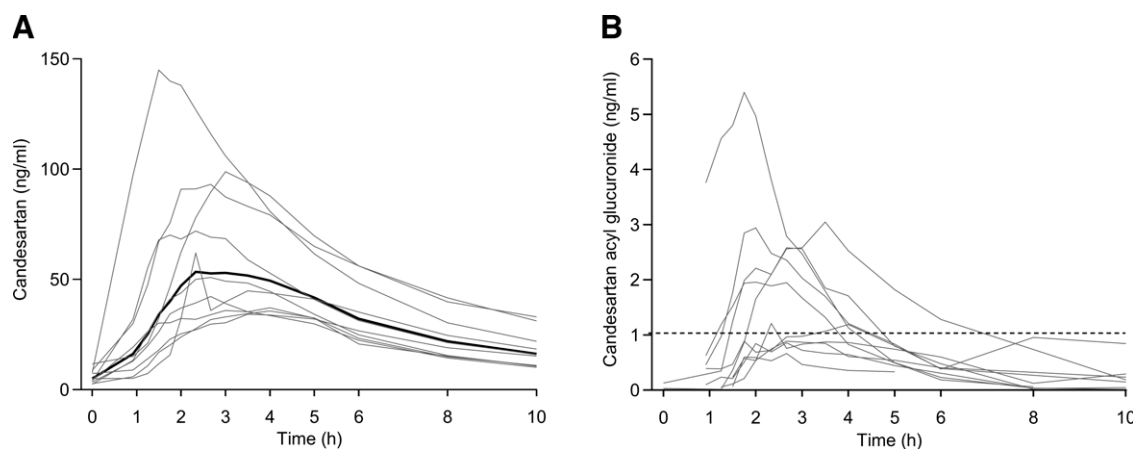 A
B
150
100
50
0
Candesartan (ng/ml)
0 1 2 3 4 5 6 8 10
Time (h)
6
5
4
3
2
1
0
Candesartan acyl glucuronide (ng/ml)
0 1 2 3 4 5 6 8 10
Time (h)